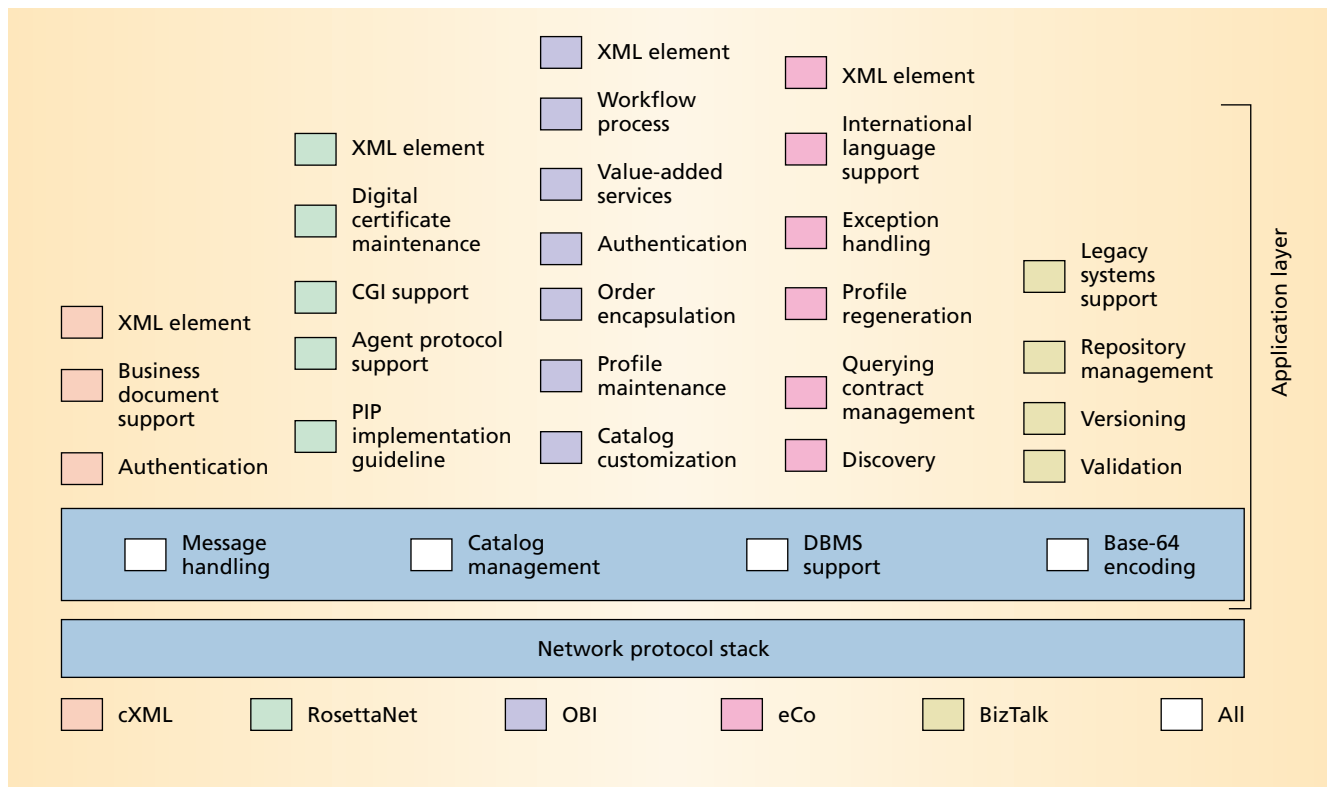 XML element
Business
document
support
Authentication
XML element
Digital
certificate
maintenance
CGI support
Agent protocol
support
PIP
implementation
guideline
XML element
Workflow
process
Value-added
services
Authentication
Order
encapsulation
Profile
maintenance
Catalog
customization
XML element
International
language
support
Exception
handling
Profile
regeneration
Querying
contract
management
Discovery
Legacy
systems
support
Repository
management
Versioning
Validation
Application layer
Message
handling
Catalog
management
DBMS
support
Base-64
encoding
Network protocol stack
cXML
RosettaNet
OBI
eCo
BizTalk
All